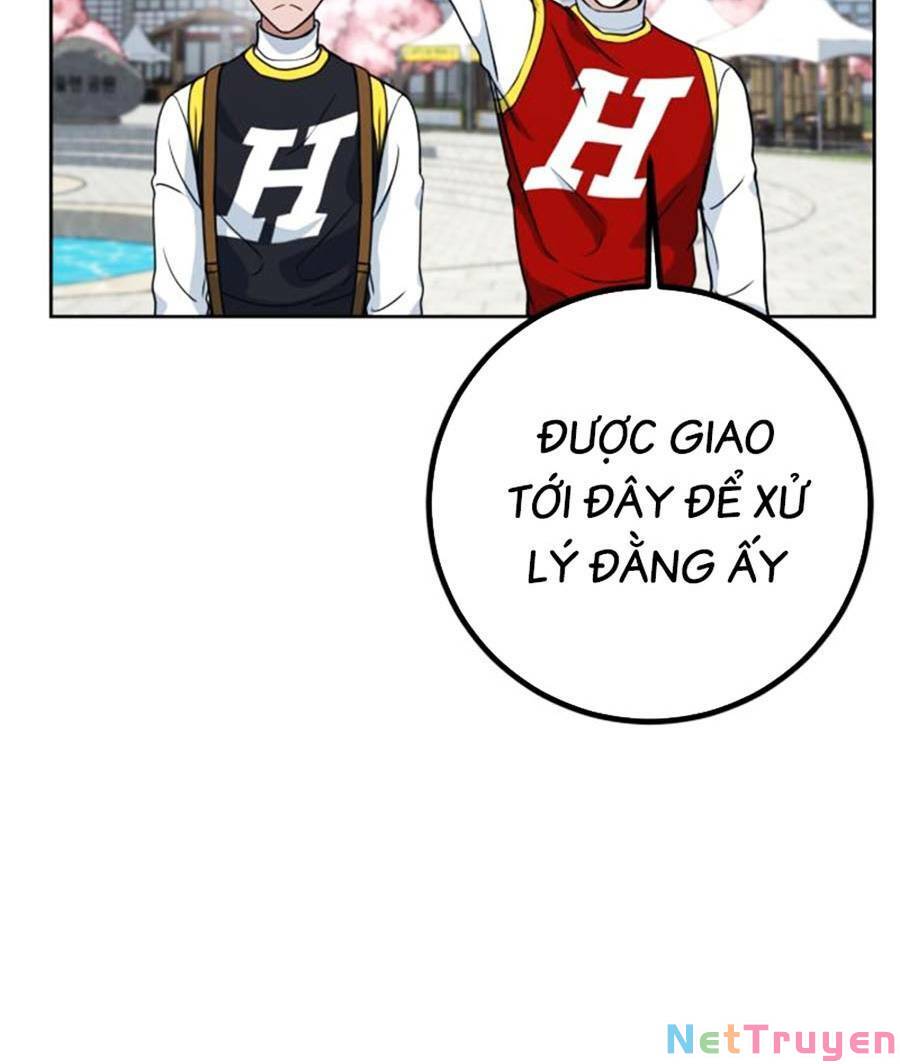 H
H
ĐƯỢC GIAO
TỚI ĐÂY ĐỂ XỬ
LÝ ĐẰNG ẤY
NetTruyen